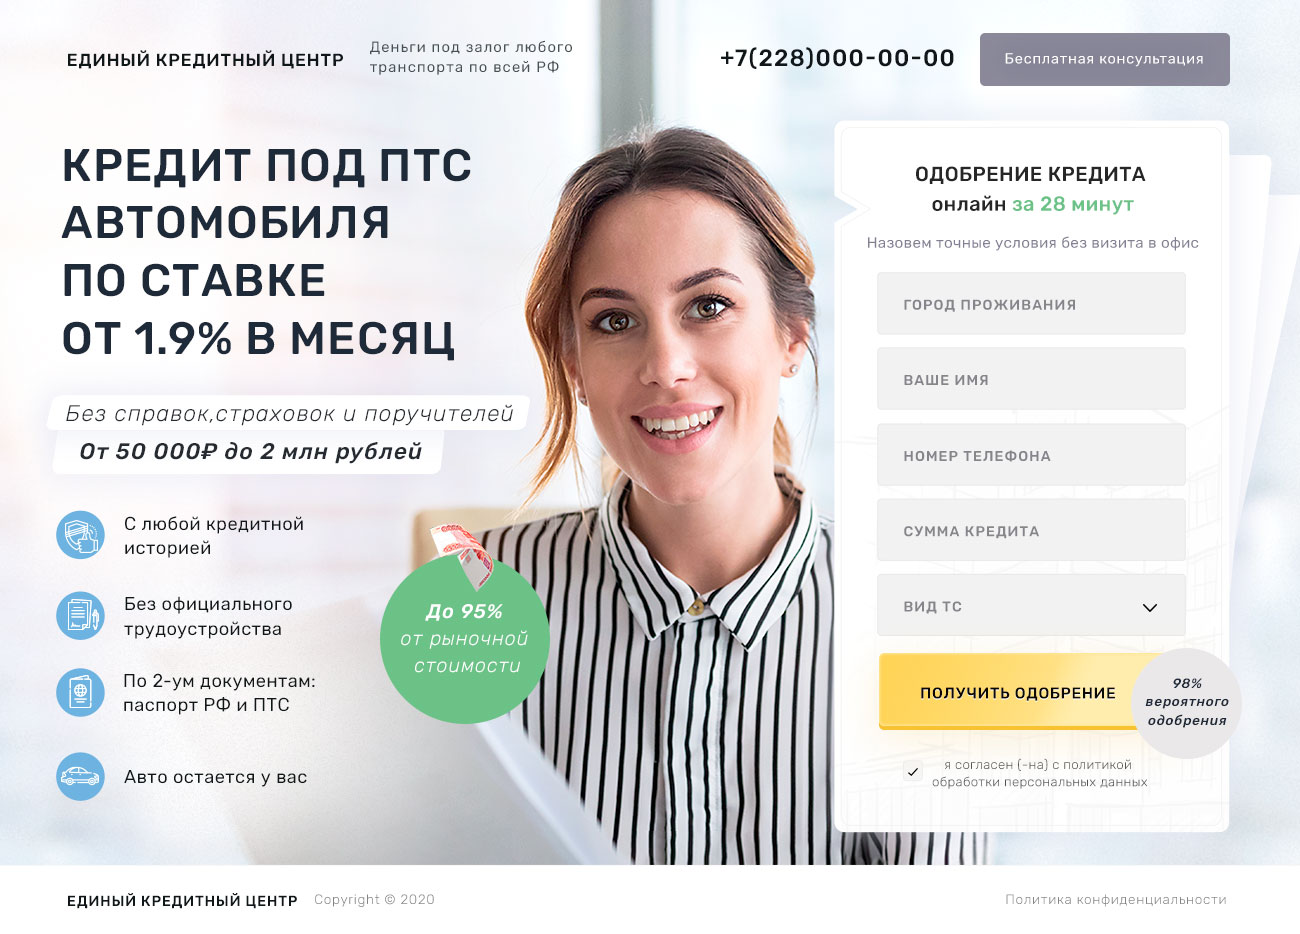 ЕДИНЫЙ КРЕДИТНЫЙ ЦЕНТР
Деньги под залог любого
транспорта по всей РФ
+7(228)000-00-00
Бесплатная консультация
КРЕДИТ ПОД ПТС
АВТОМОБИЛЯ
ПО СТАВКЕ
ОТ 1.9% В МЕСЯЦ
Без справок,страховок и поручителей
От 50 000₽ до 2 млн рублей
С любой кредитной
историей
Без официального
трудоустройства
По 2-ум документам:
паспорт РФ и ПТС
Авто остается у вас
До 95%
от рыночной
стоимости
ОДОБРЕНИЕ КРЕДИТА
онлайн за 28 минут
Назовем точные условия без визита в офис
ГОРОД ПРОЖИВАНИЯ
ВАШЕ ИМЯ
НОМЕР ТЕЛЕФОНА
СУММА КРЕДИТА
ВИД ТС
ПОЛУЧИТЬ ОДОБРЕНИЕ
98%
вероятного
одобрения
я согласен (-на) с политикой
обработки персональных данных
ЕДИНЫЙ КРЕДИТНЫЙ ЦЕНТР
Copyright © 2020
Политика конфиденциальности